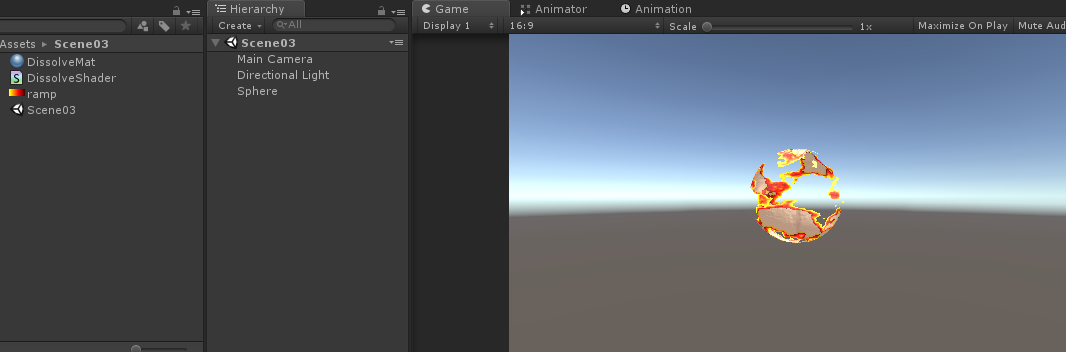 Hierarchy
Game
Animator
Animation
Create
All
Display 1
16:9
Scale
1x
Maximize On Play
Mute Aud
Assets ▸ Scene03
Scene03
DissolveMat
Main Camera
DissolveShader
Directional Light
ramp
Sphere
Scene03